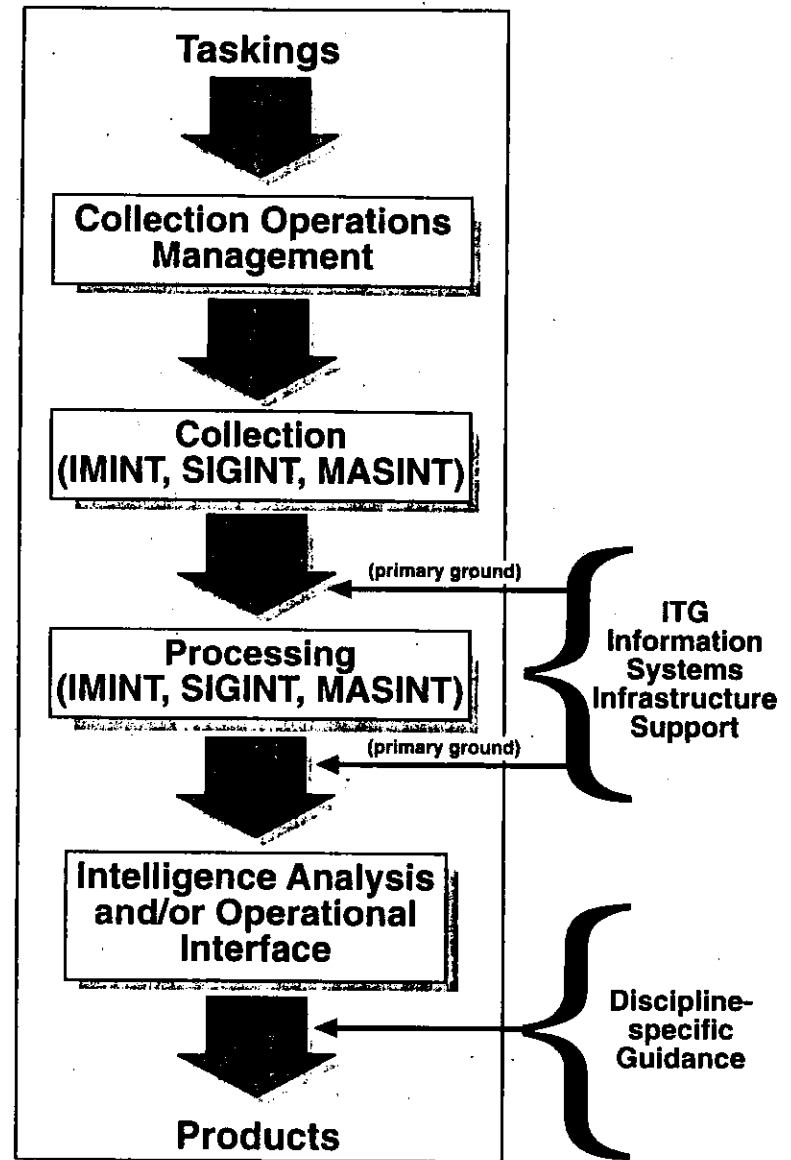 Taskings
Collection Operations
Management
Collection
(IMINT, SIGINT, MASINT)
(primary ground)
Processing
(IMINT, SIGINT, MASINT)
(primary ground)
ITG
Information
Systems
Infrastructure
Support
Intelligence Analysis
and/or Operational
Interface
Discipline-
specific
Guidance
Products